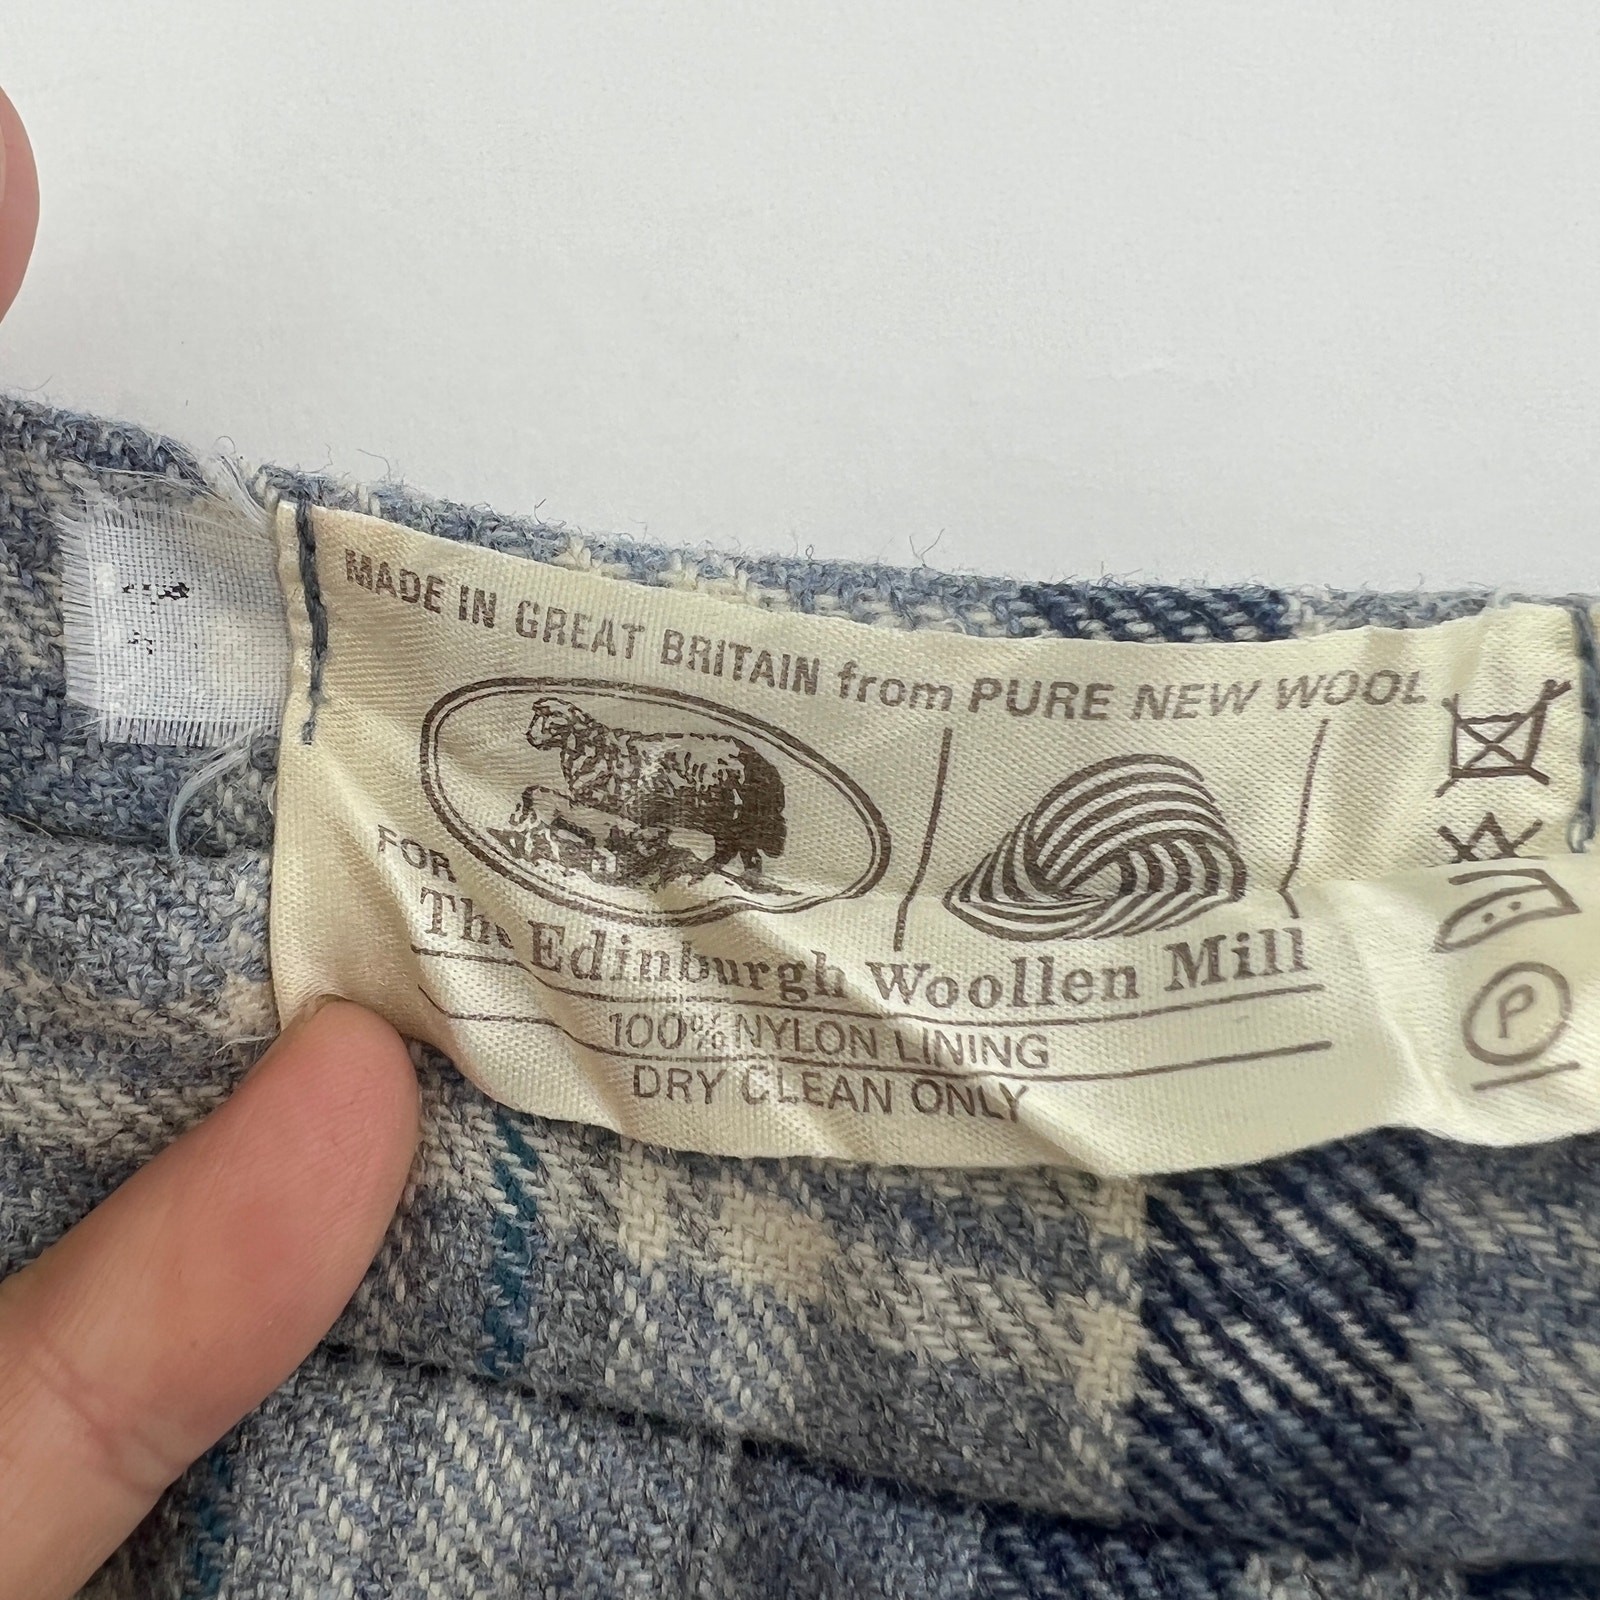 MADE IN GREAT BRITAIN from PURE NEW WOOL
FOR
The Edinburgh Woollen Mill
100% NYLON LINING
DRY CLEAN ONLY
P